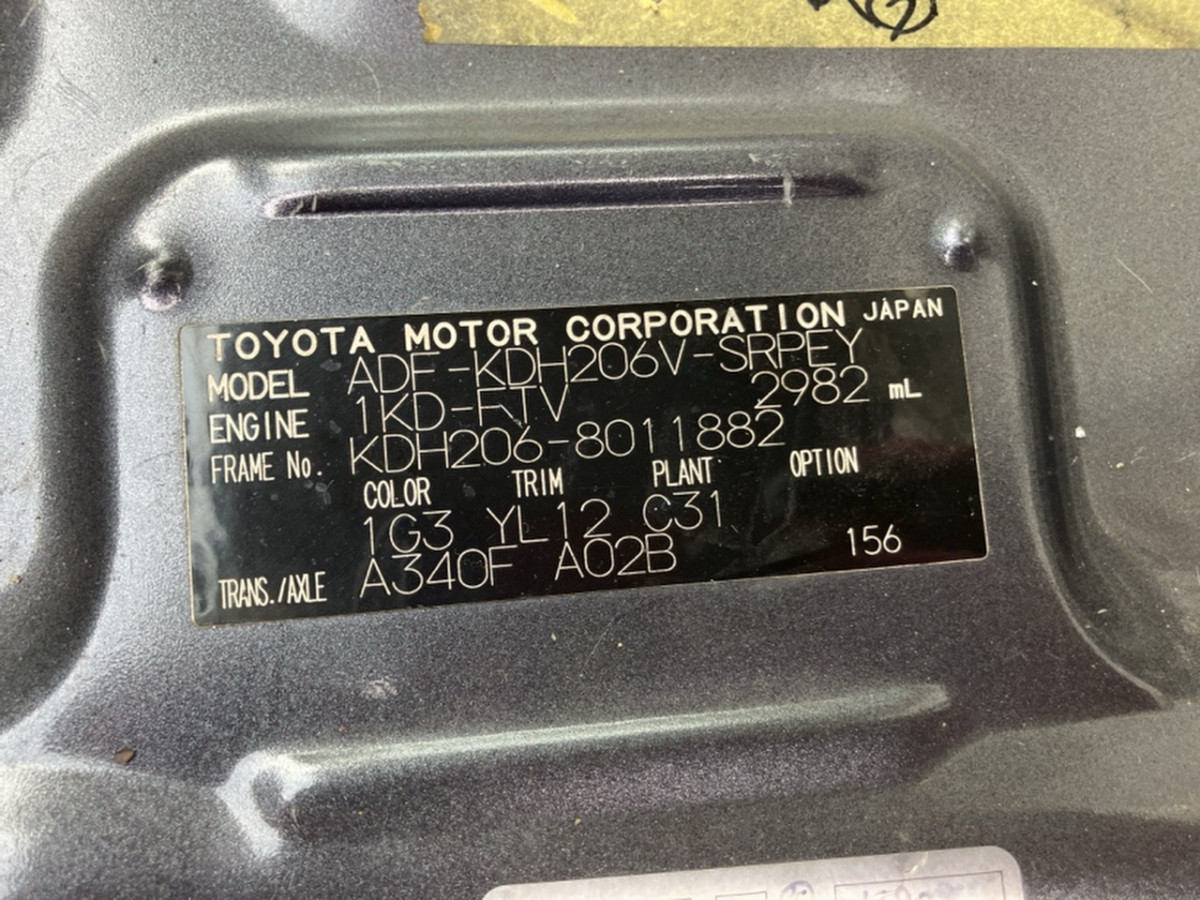 TOYOTA MOTOR CORPORATION JAPAN
MODEL ADF-KDH206V-SRPEY
ENGINE 1KD-FTV 2982 mL
FRAME No. KDH206-8011882
COLOR TRIM PLANT OPTION
1G3 YL12 C31
TRANS./AXLE A340F A02B 156